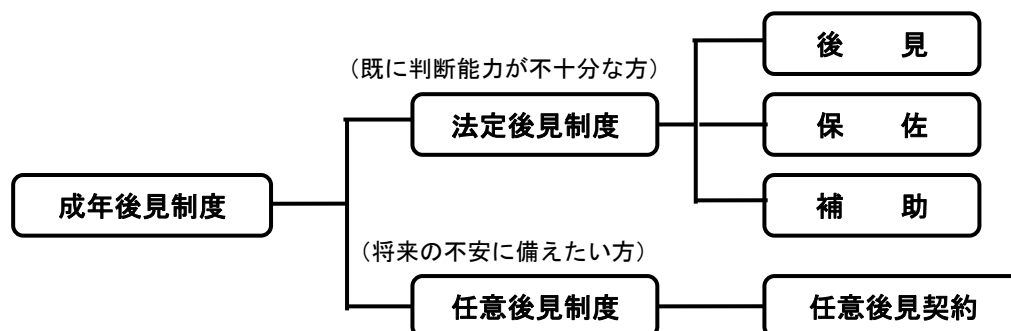 後　見
（既に判断能力が不十分な方）
法定後見制度
保　佐
成年後見制度
補　助
（将来の不安に備えたい方）
任意後見制度
任意後見契約